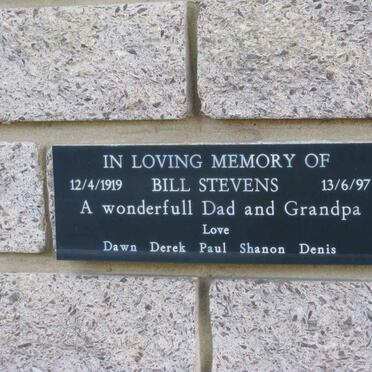 IN LOVING MEMORY OF
12/4/1919 BILL STEVENS 13/6/97
A wonderfull Dad and Grandpa
Love
Dawn Derek Paul Shanon Denis